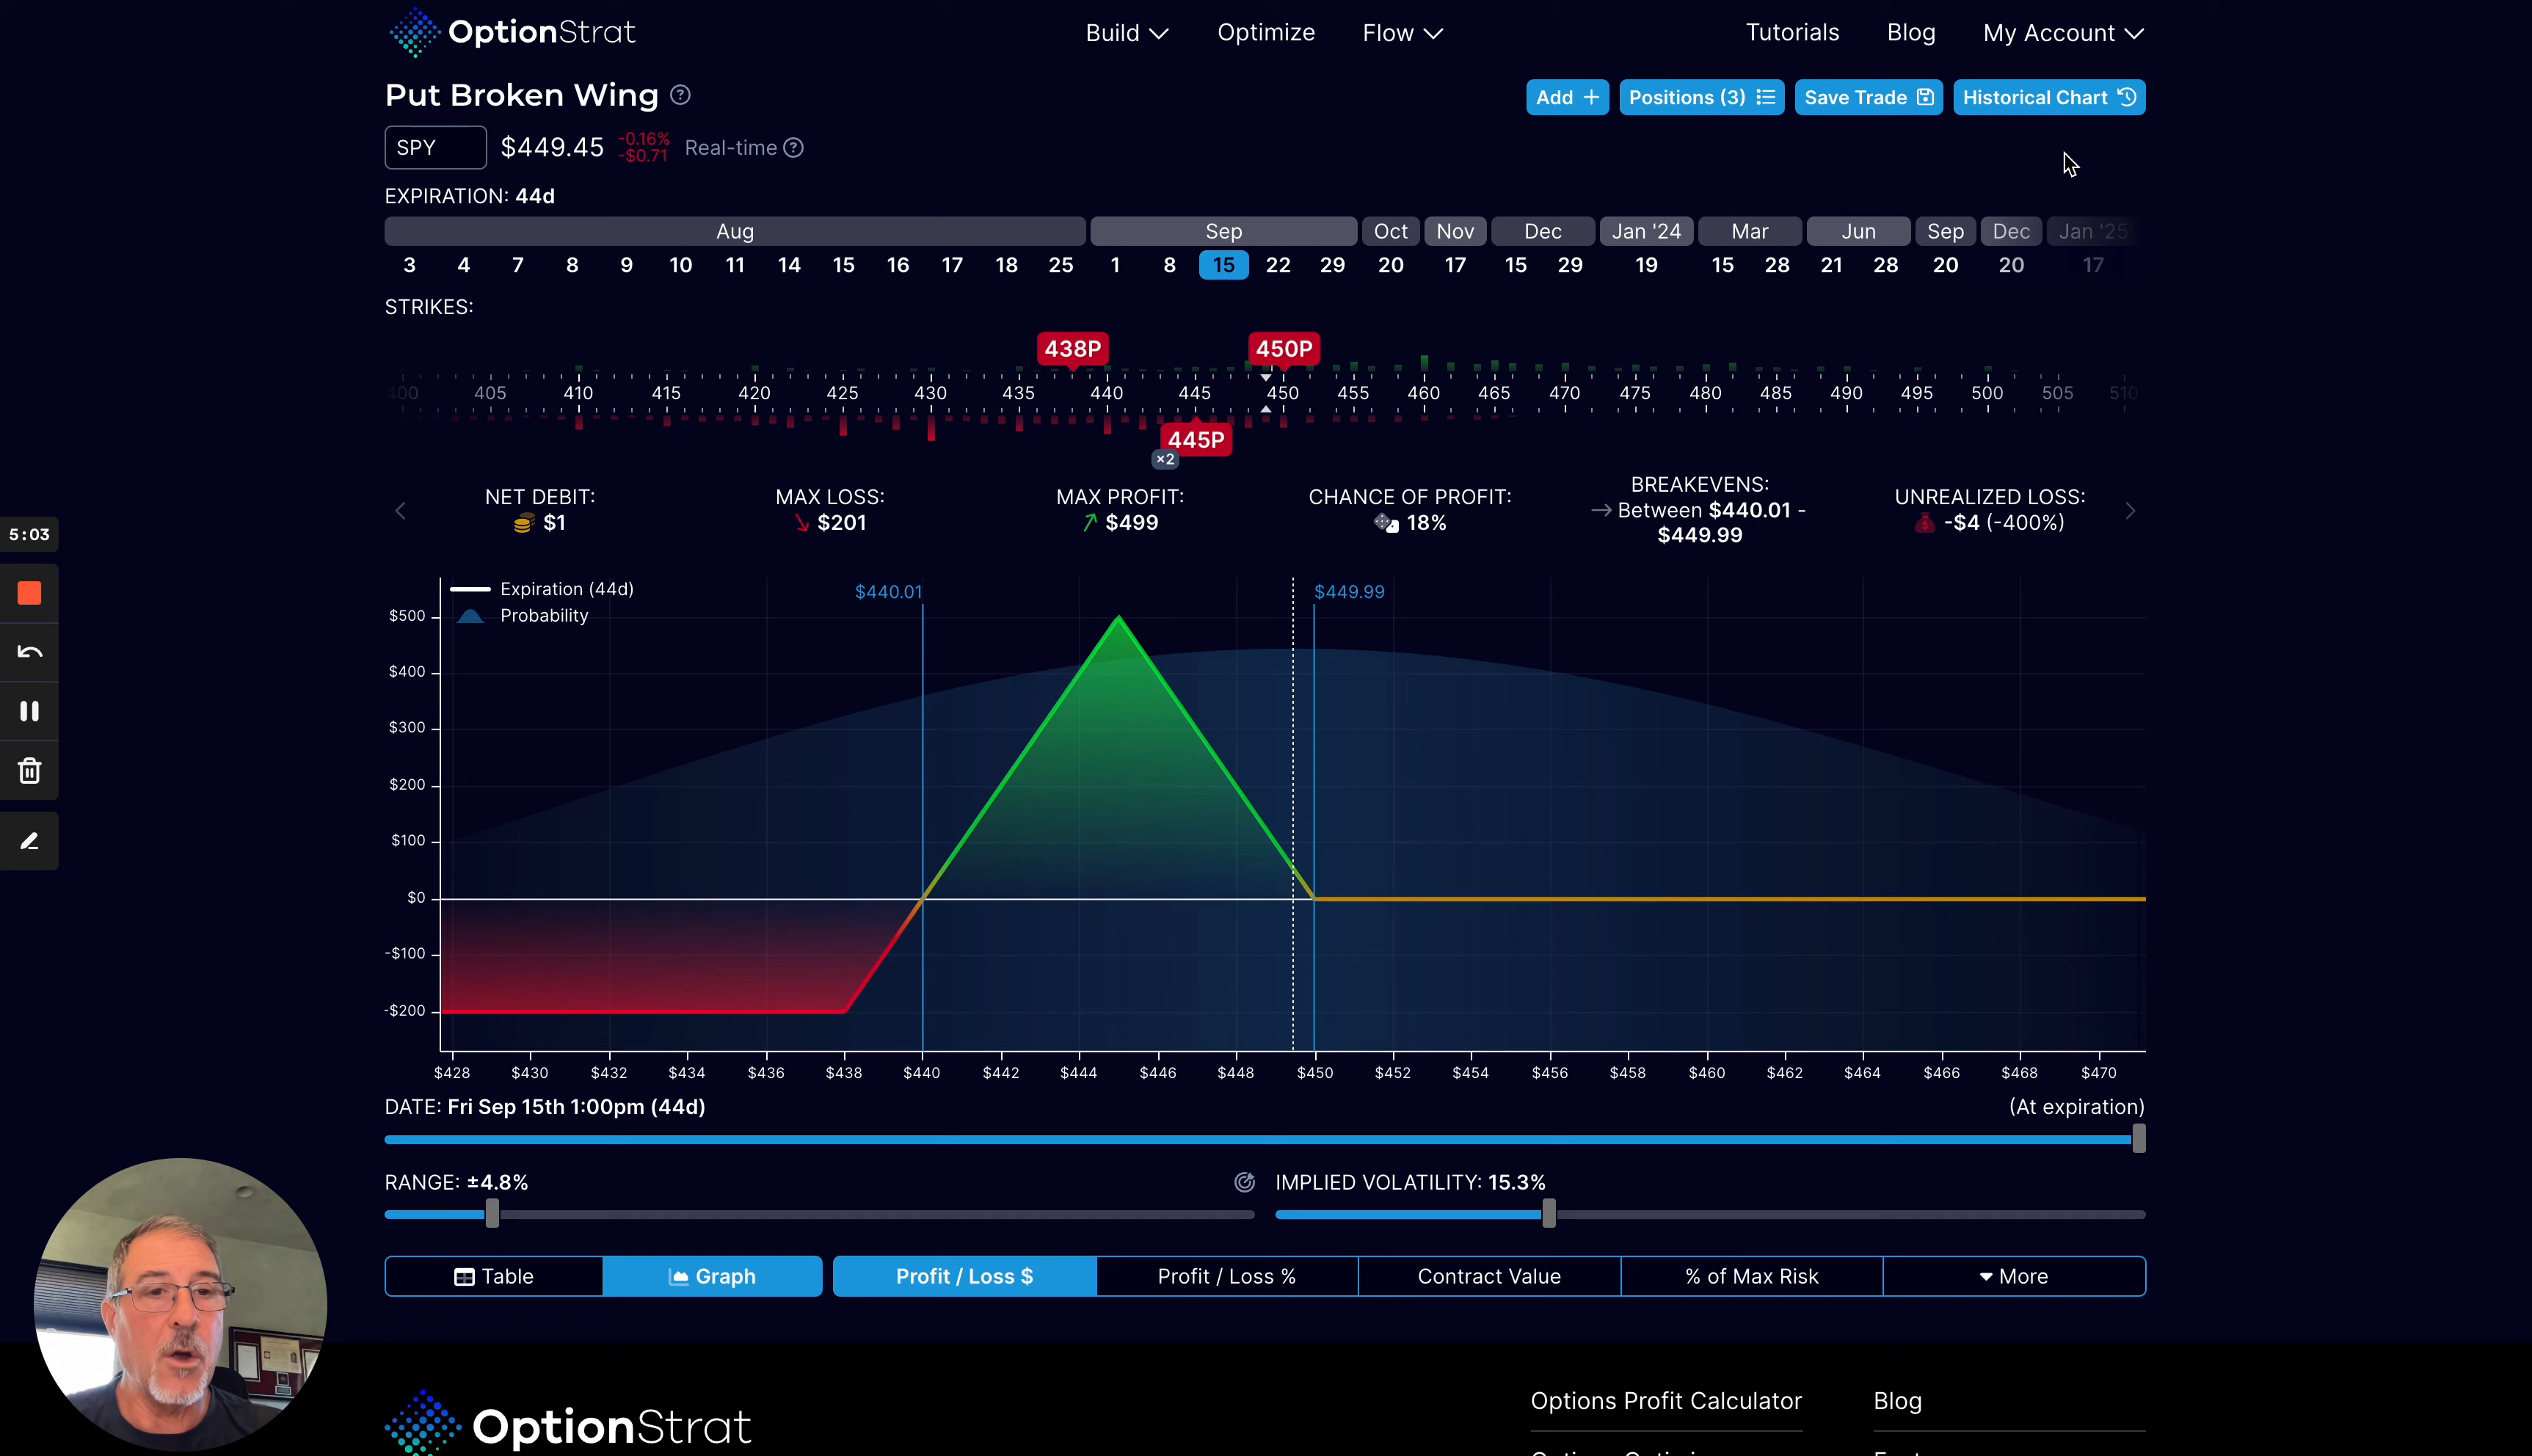 OptionStrat
Build Optimize Flow Tutorials Blog My Account
Put Broken Wing ?
Add + Positions (3) Save Trade Historical Chart
SPY $449.45 -0.16% -$0.71 Real-time ?
EXPIRATION: 44d
Aug Sep Oct Nov Dec Jan '24 Mar Jun Sep Dec Jan '25
3 4 7 8 9 10 11 14 15 16 17 18 25 1 8 15 22 29 20 17 15 29 19 15 28 21 28 20 20 17
STRIKES:
438P 450P
400 405 410 415 420 425 430 435 440 445 450 455 460 465 470 475 480 485 490 495 500 505 510
445P
×2
NET DEBIT: MAX LOSS: MAX PROFIT: CHANCE OF PROFIT: BREAKEVENS: UNREALIZED LOSS:
$1 $201 $499 18% Between $440.01 - -$4 (-400%)
$449.99
5:03
Expiration (44d)
Probability
$440.01 $449.99
$500
$400
$300
$200
$100
$0
-$100
-$200
$428 $430 $432 $434 $436 $438 $440 $442 $444 $446 $448 $450 $452 $454 $456 $458 $460 $462 $464 $466 $468 $470
DATE: Fri Sep 15th 1:00pm (44d) (At expiration)
RANGE: ±4.8% IMPLIED VOLATILITY: 15.3%
Table Graph Profit / Loss $ Profit / Loss % Contract Value % of Max Risk More
OptionStrat
Options Profit Calculator Blog